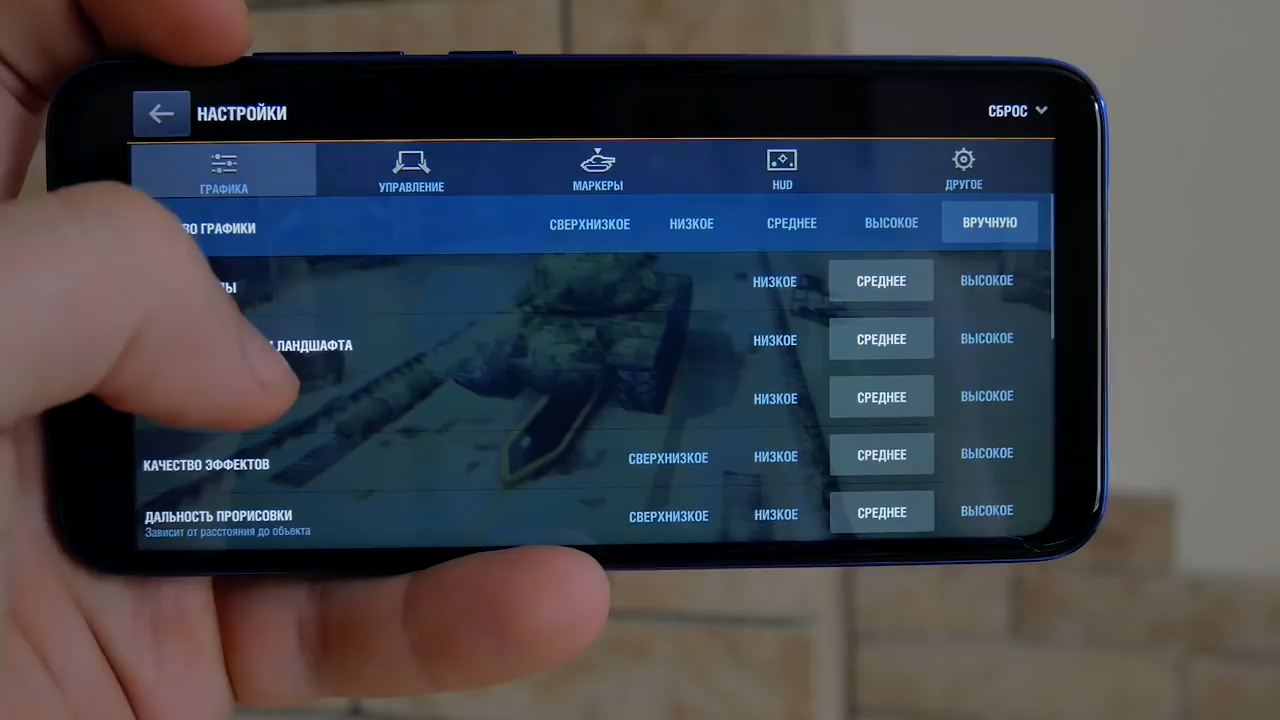 НАСТРОЙКИ
СБРОС
ГРАФИКА УПРАВЛЕНИЕ МАРКЕРЫ HUD ДРУГОЕ
ГРАФИКИ СВЕРХНИЗКОЕ НИЗКОЕ СРЕДНЕЕ ВЫСОКОЕ ВРУЧНУЮ
НИЗКОЕ СРЕДНЕЕ ВЫСОКОЕ
ЛАНДШАФТА НИЗКОЕ СРЕДНЕЕ ВЫСОКОЕ
НИЗКОЕ СРЕДНЕЕ ВЫСОКОЕ
КАЧЕСТВО ЭФФЕКТОВ СВЕРХНИЗКОЕ НИЗКОЕ СРЕДНЕЕ ВЫСОКОЕ
ДАЛЬНОСТЬ ПРОРИСОВКИ СВЕРХНИЗКОЕ НИЗКОЕ СРЕДНЕЕ ВЫСОКОЕ
Зависит от расстояния до объекта